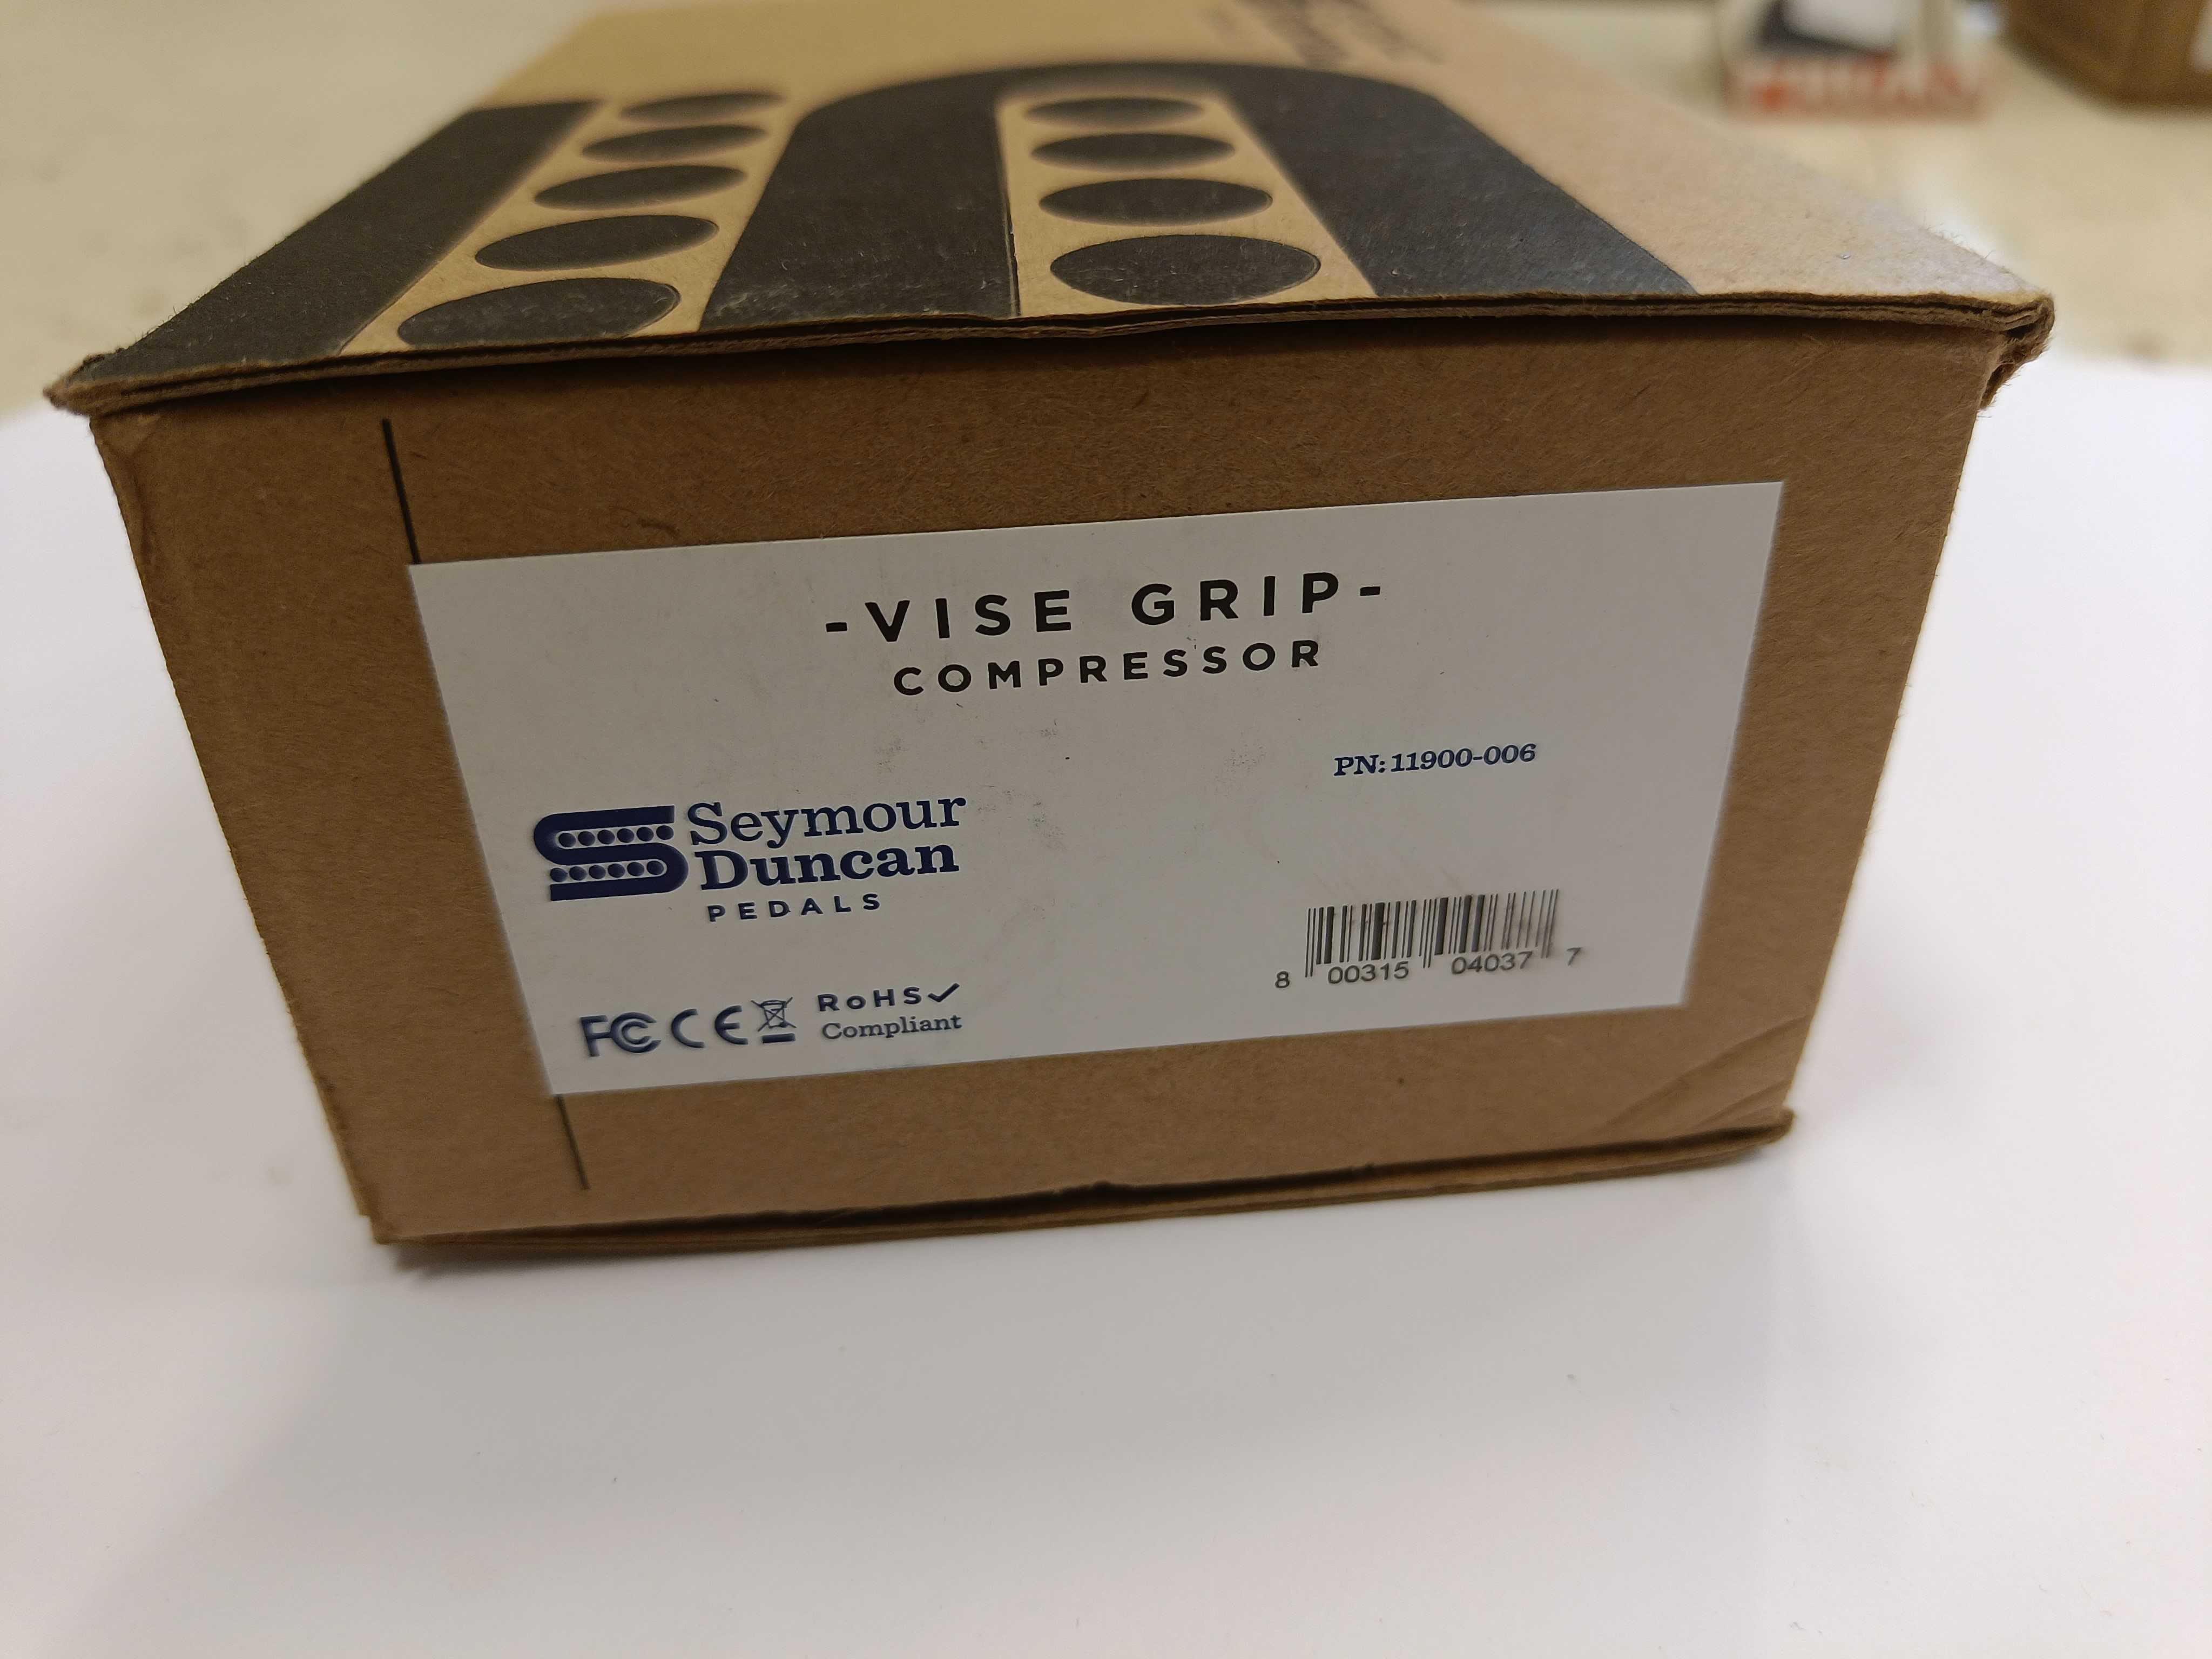 -VISE GRIP-
COMPRESSOR
PN:11900-006
Seymour
Duncan
PEDALS
FC CE RoHS✓
Compliant
8 00315 04037 7